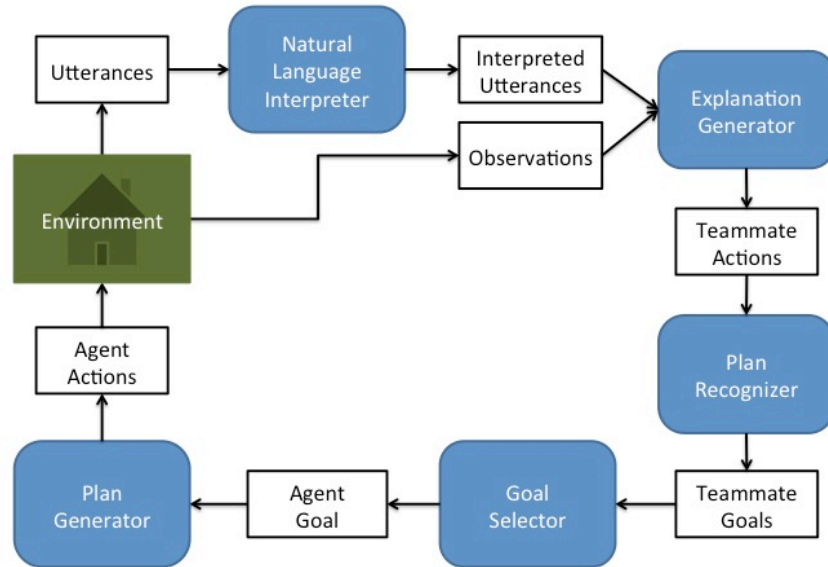 Utterances
Natural
Language
Interpreter
Interpreted
Utterances
Explanation
Generator
Observations
Environment
Teammate
Actions
Agent
Actions
Plan
Recognizer
Plan
Generator
Agent
Goal
Goal
Selector
Teammate
Goals